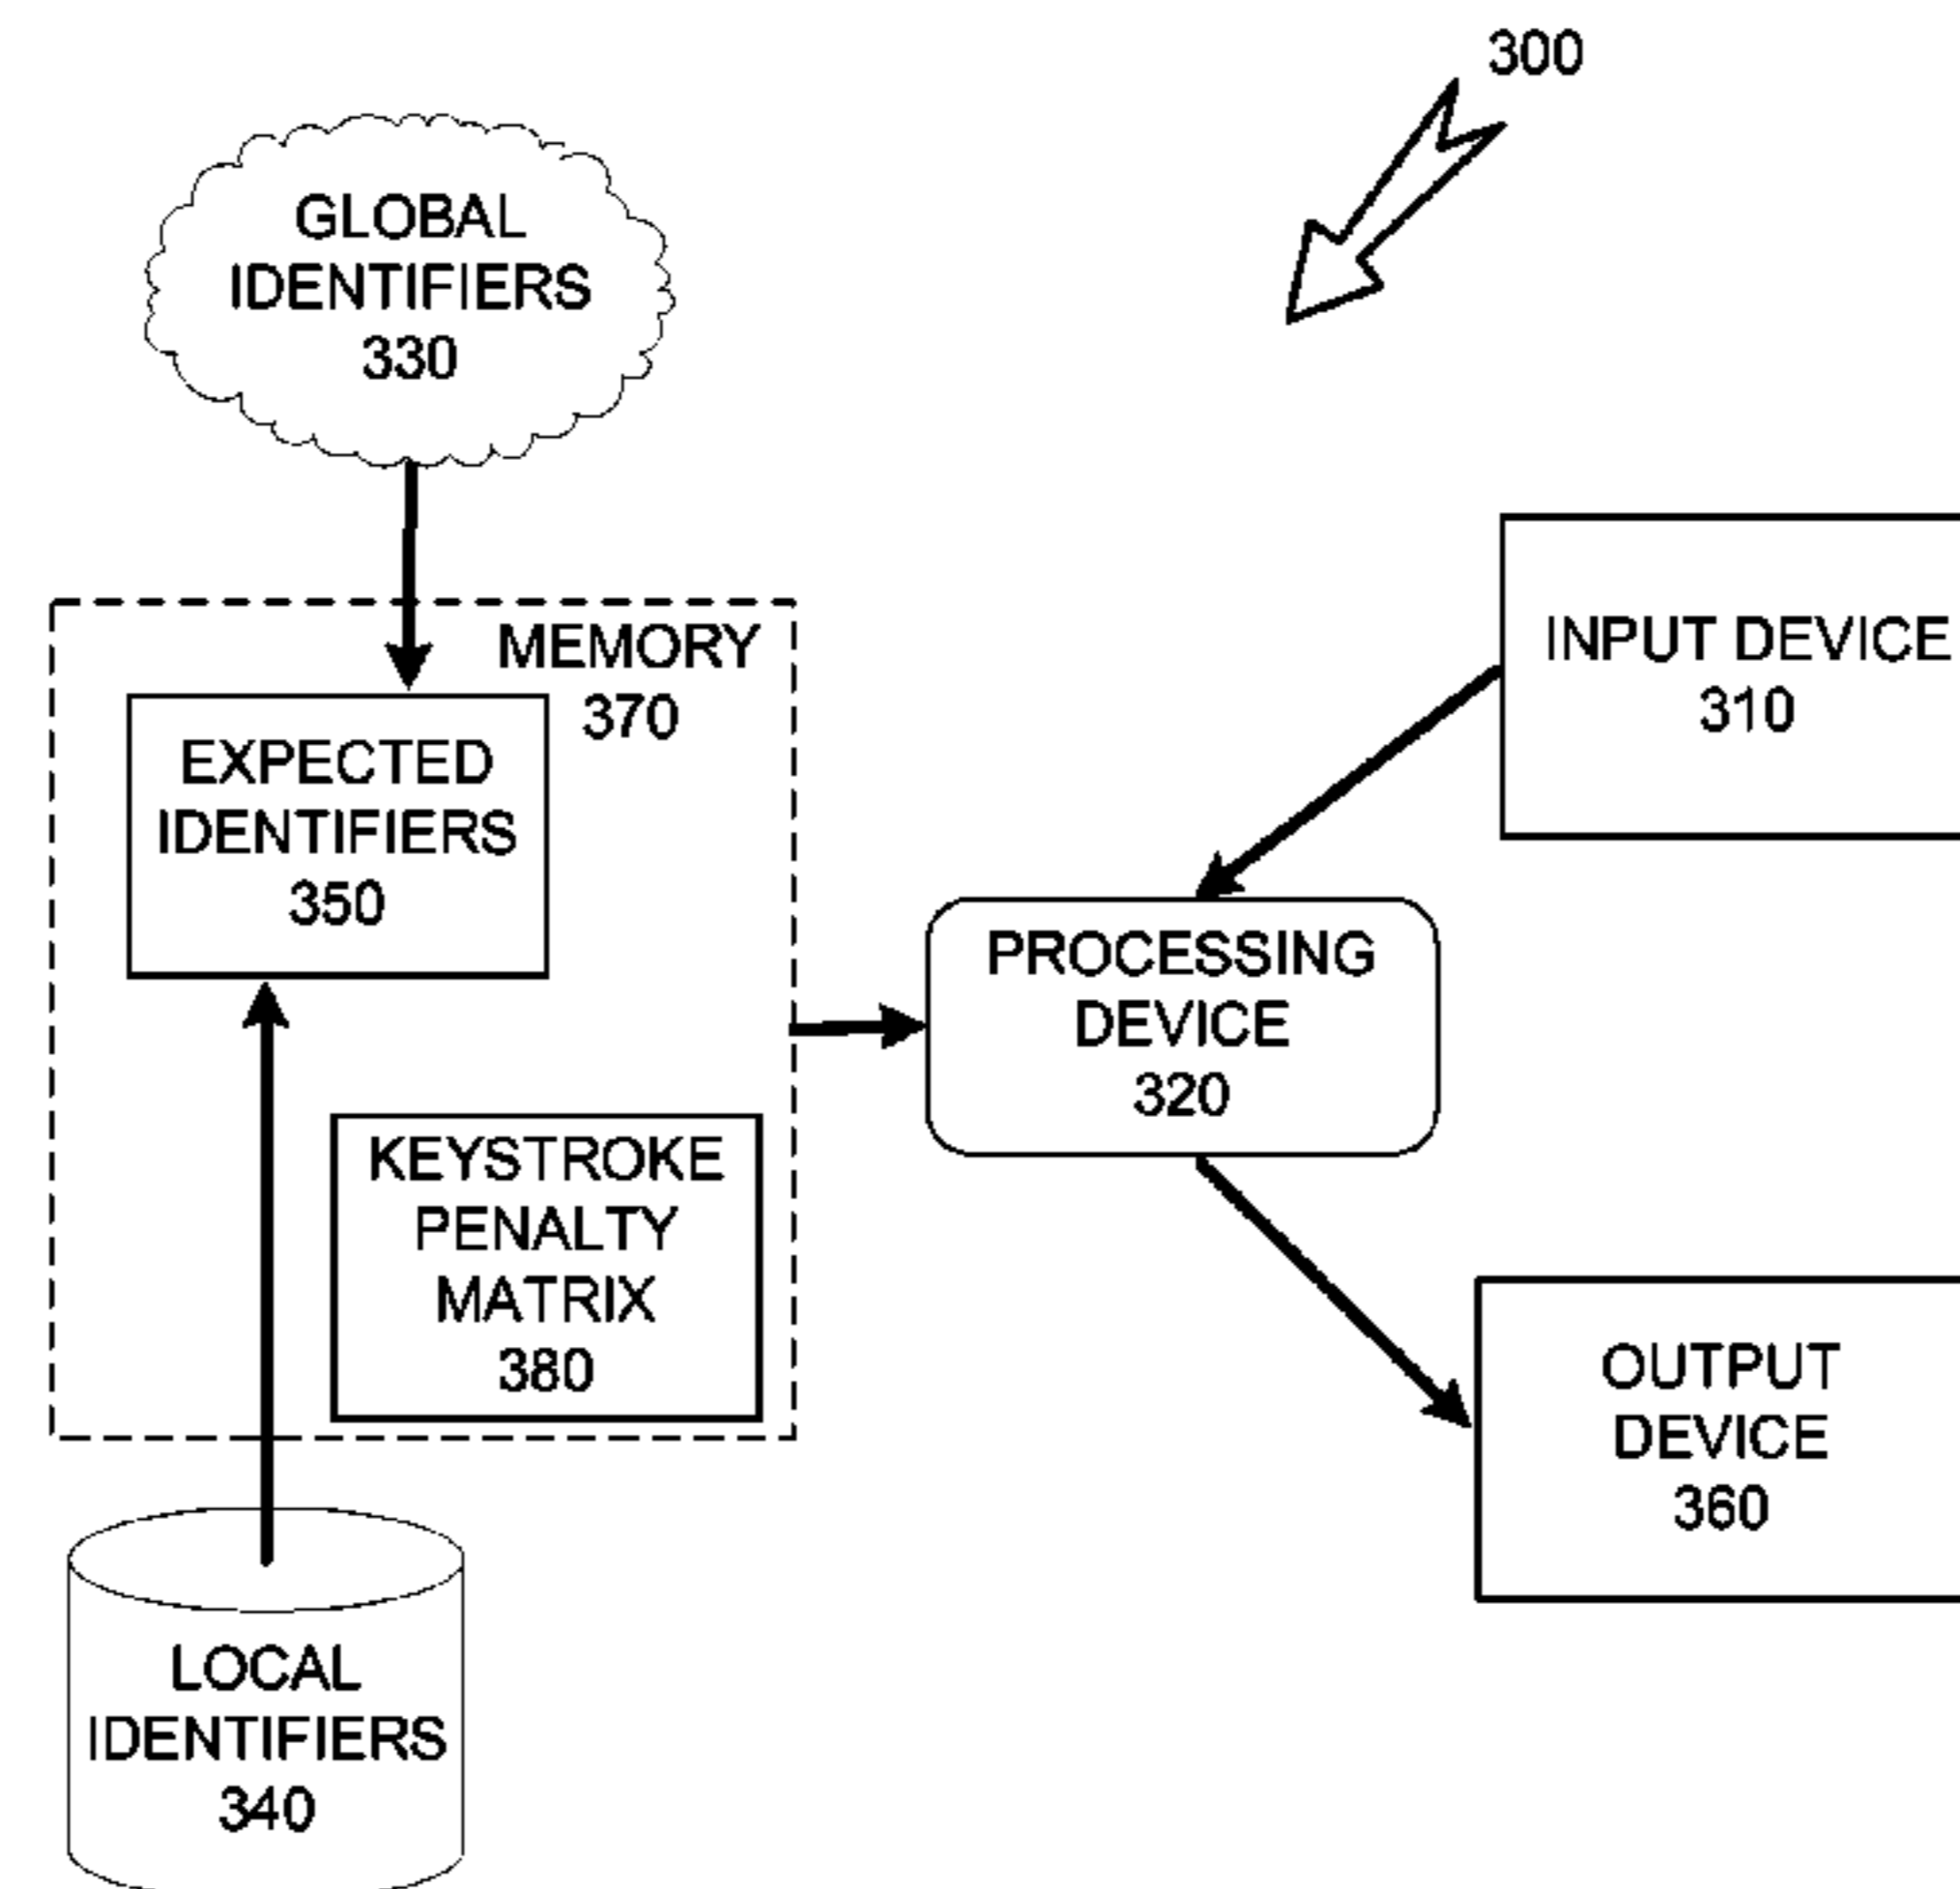 300
GLOBAL
IDENTIFIERS
330
MEMORY
370
EXPECTED
IDENTIFIERS
350
INPUT DEVICE
310
PROCESSING
DEVICE
320
KEYSTROKE
PENALTY
MATRIX
380
OUTPUT
DEVICE
360
LOCAL
IDENTIFIERS
340